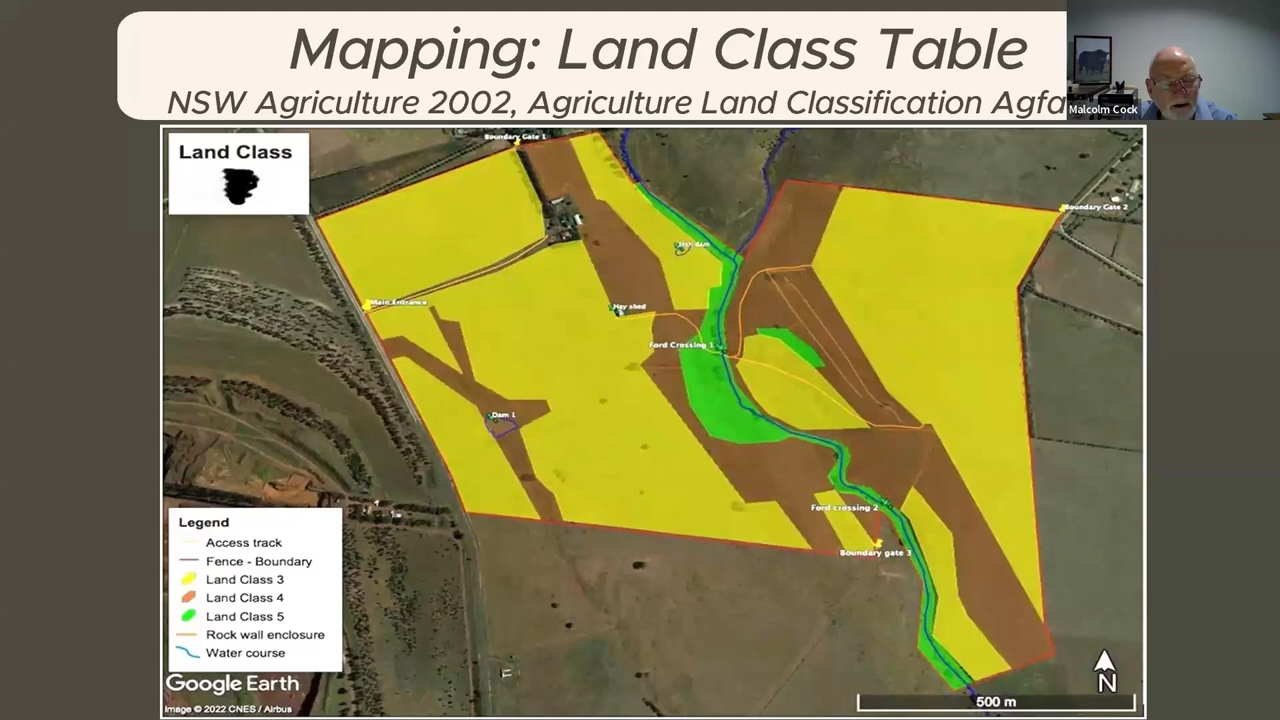 Mapping: Land Class Table
NSW Agriculture 2002, Agriculture Land Classification Agfa
Malcolm Cock
Land Class
Boundary Gate 1
Boundary Gate 2
Main Entrance
Hay shed
Ford Crossing 1
Dam 1
Ford crossing 2
Boundary gate 3
Legend
Access track
Fence - Boundary
Land Class 3
Land Class 4
Land Class 5
Rock wall enclosure
Water course
Google Earth
Image © 2022 CNES / Airbus
N
500 m